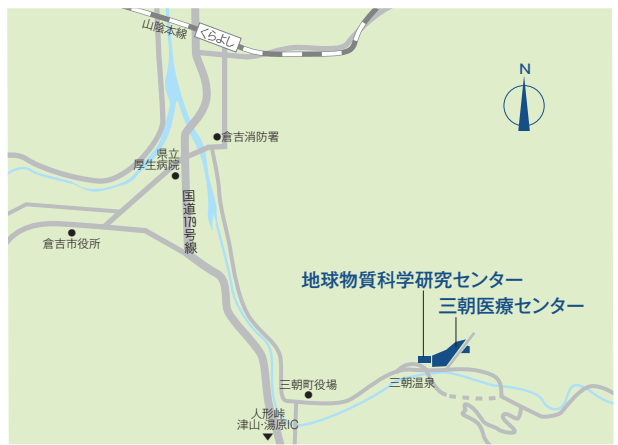 山陰本線
くらよし
N
倉吉消防署
県立
厚生病院
国道179号線
倉吉市役所
地球物質科学研究センター
三朝医療センター
三朝町役場
三朝温泉
人形峠
津山・湯原IC